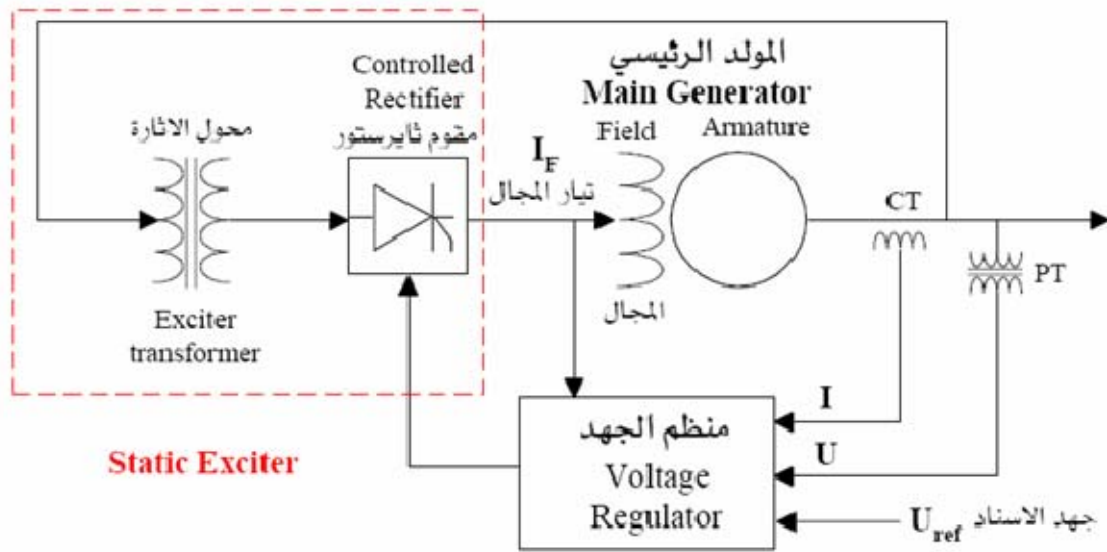 المولد الرئيسي
Main Generator
Controlled
Rectifier
مقوم ثايرستور
محول الاثارة
Field
Armature
I_F
تيار المجال
CT
PT
المجال
Exciter
transformer
Static Exciter
منظم الجهد
Voltage
Regulator
I
U
U_ref جهد الاسناد